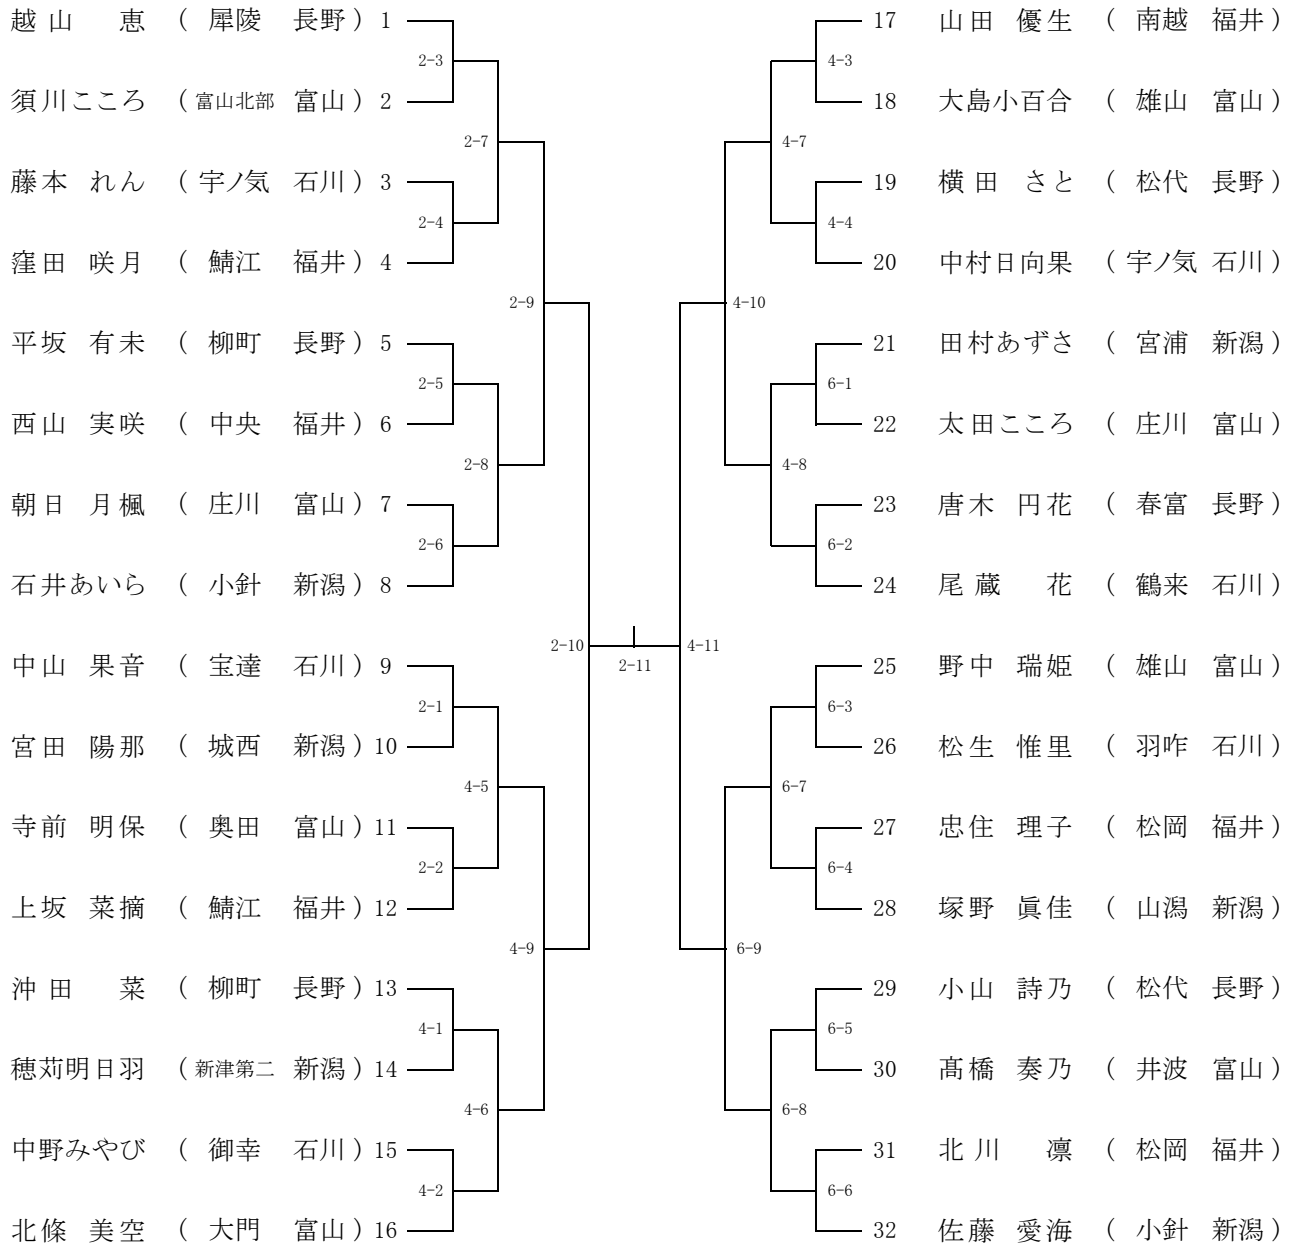 越山 恵 ( 犀陵 長野 ) 1
2-3
須川こころ ( 富山北部 富山 ) 2
2-7
藤本 れん ( 宇ノ気 石川 ) 3
2-4
窪田 咲月 ( 鯖江 福井 ) 4
2-9
平坂 有未 ( 柳町 長野 ) 5
2-5
西山 実咲 ( 中央 福井 ) 6
2-8
朝日 月楓 ( 庄川 富山 ) 7
2-6
石井あいら ( 小針 新潟 ) 8
2-10
中山 果音 ( 宝達 石川 ) 9
2-1
宮田 陽那 ( 城西 新潟 ) 10
4-5
寺前 明保 ( 奥田 富山 ) 11
2-2
上坂 菜摘 ( 鯖江 福井 ) 12
4-9
沖田 菜 ( 柳町 長野 ) 13
4-1
穂苅明日羽 ( 新津第二 新潟 ) 14
4-6
中野みやび ( 御幸 石川 ) 15
4-2
北條 美空 ( 大門 富山 ) 16
2-11
17 山田 優生 ( 南越 福井 )
4-3
18 大島小百合 ( 雄山 富山 )
4-7
19 横田 さと ( 松代 長野 )
4-4
20 中村日向果 ( 宇ノ気 石川 )
4-10
21 田村あずさ ( 宮浦 新潟 )
6-1
22 太田こころ ( 庄川 富山 )
4-8
23 唐木 円花 ( 春富 長野 )
6-2
24 尾蔵 花 ( 鶴来 石川 )
4-11
25 野中 瑞姫 ( 雄山 富山 )
6-3
26 松生 惟里 ( 羽咋 石川 )
6-7
27 忠住 理子 ( 松岡 福井 )
6-4
28 塚野 眞佳 ( 山潟 新潟 )
6-9
29 小山 詩乃 ( 松代 長野 )
6-5
30 髙橋 奏乃 ( 井波 富山 )
6-8
31 北川 凛 ( 松岡 福井 )
6-6
32 佐藤 愛海 ( 小針 新潟 )